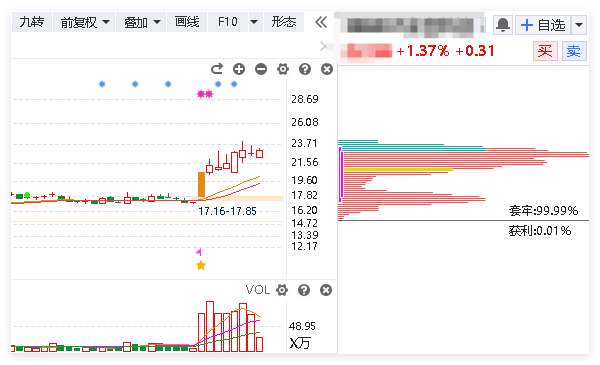 九转 前复权 叠加 画线 F10 形态 自选
+1.37% +0.31 买 卖
28.69
26.08
23.71
21.56
19.60
17.82
17.16-17.85
16.20
14.72
13.39
12.17
套牢:99.99%
获利:0.01%
VOL
48.95
X万